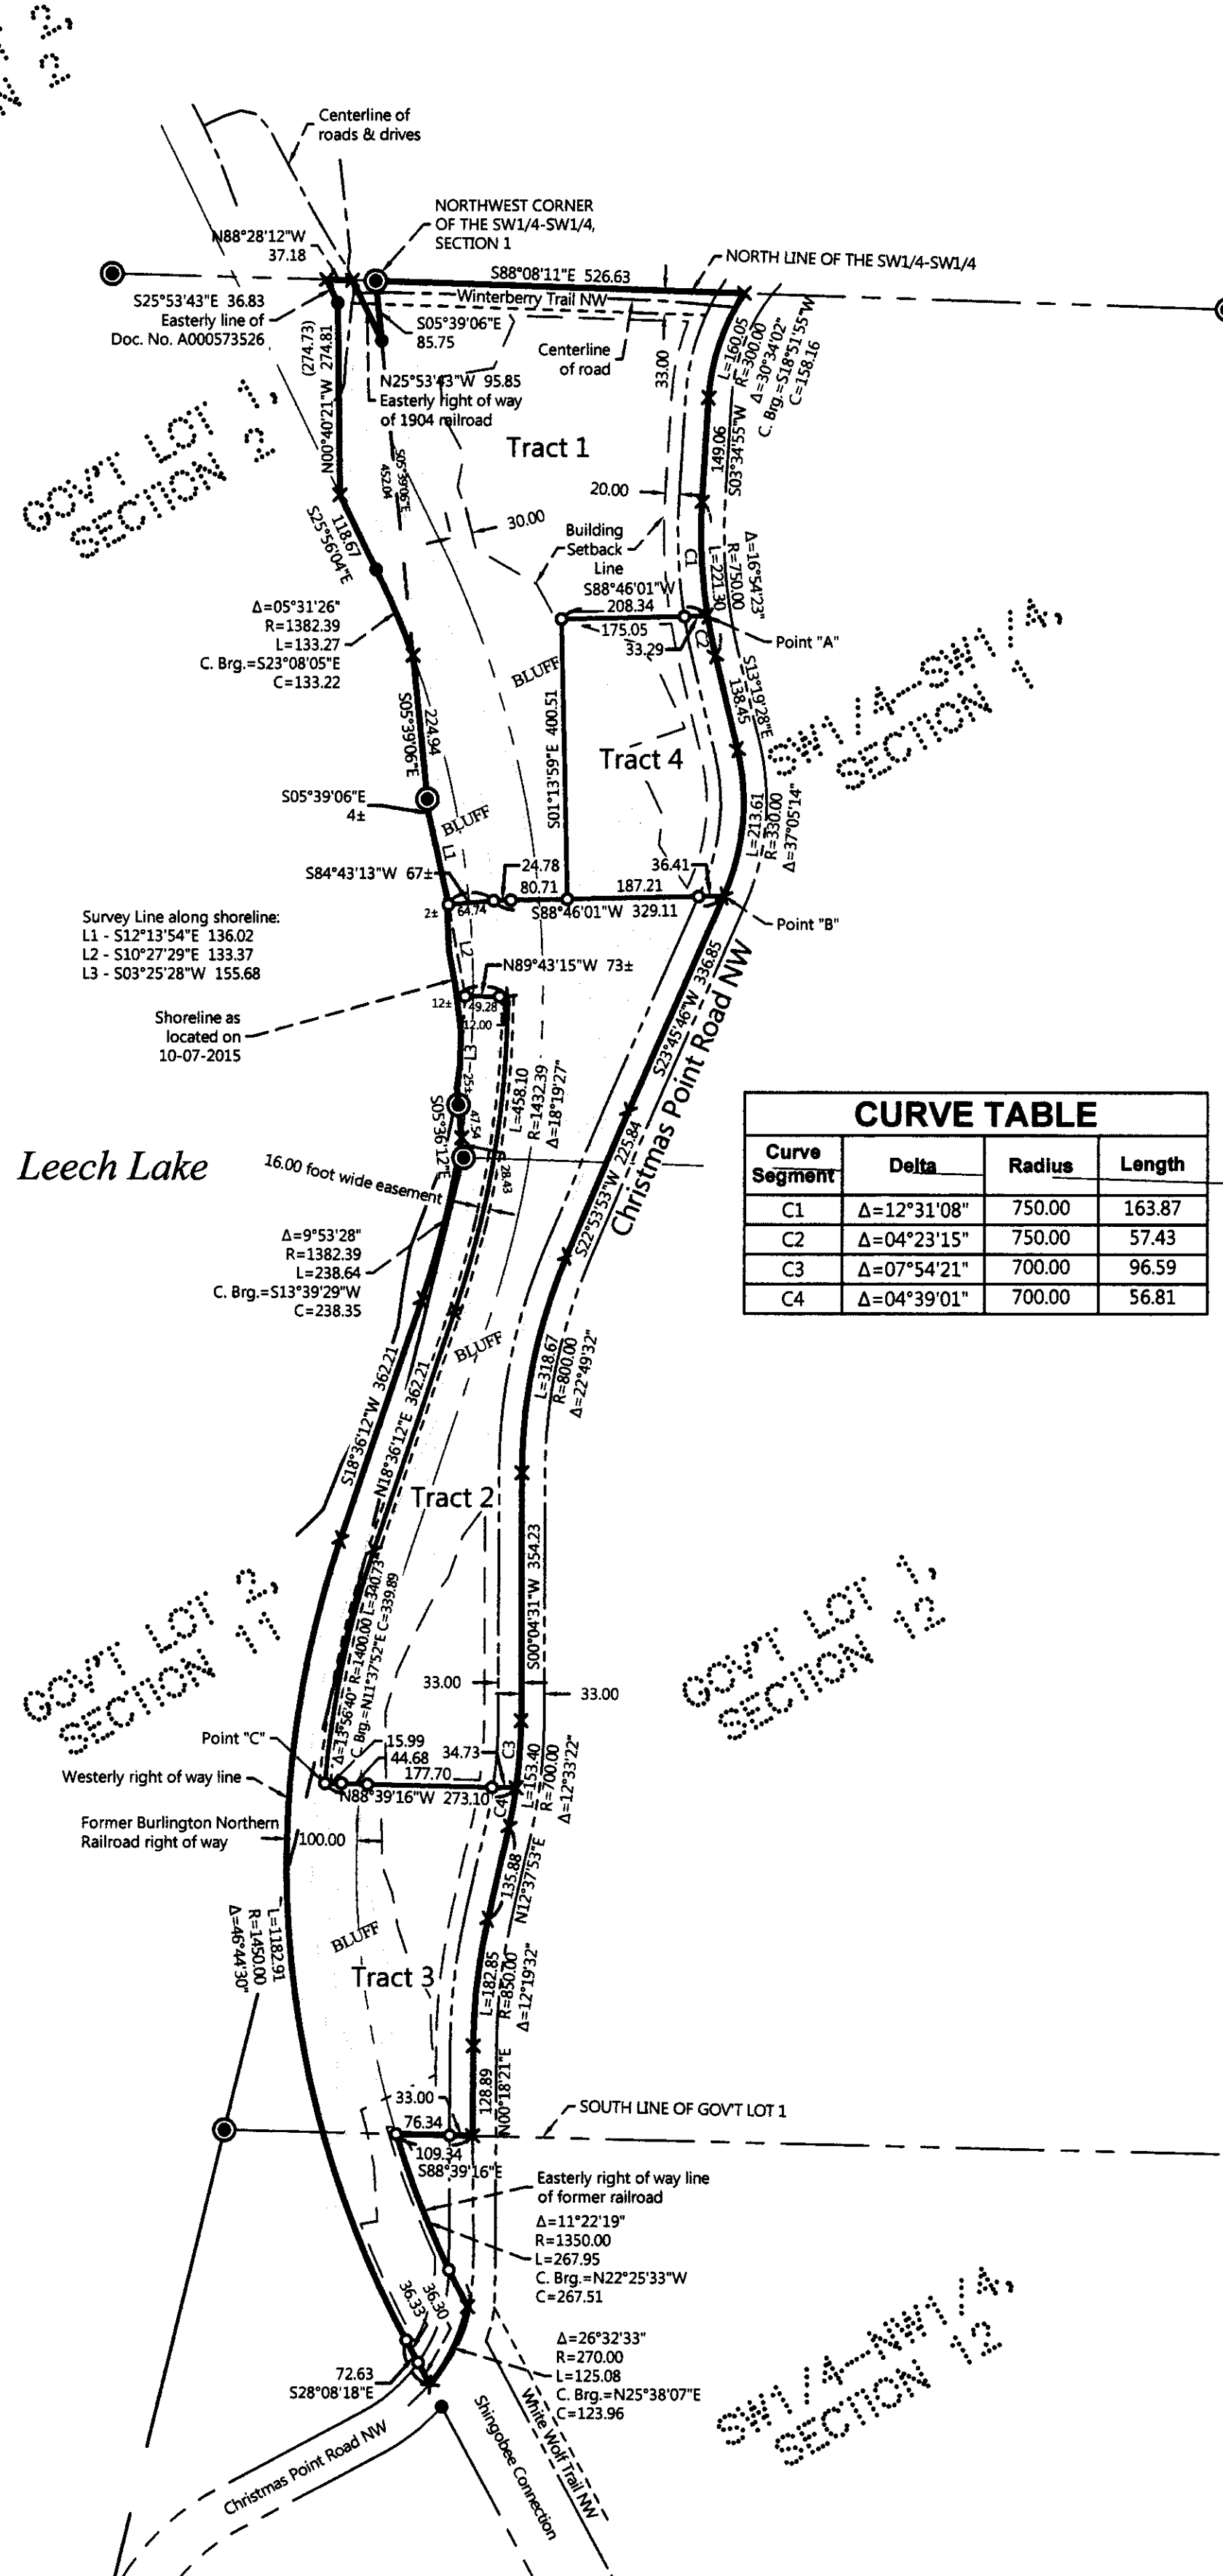 Centerline of
roads & drives
NORTHWEST CORNER
OF THE SW1/4-SW1/4,
SECTION 1
N88°28'12"W
37.18
S88°08'11"E 526.63
NORTH LINE OF THE SW1/4-SW1/4
Winterberry Trail NW
S25°53'43"E 36.83
Easterly line of
Doc. No. A000573526
S05°39'06"E
85.75
Centerline
of road
33.00
L=160.05
R=300.00
Δ=30°34'02"
C. Brg.=S18°51'55"W
C=158.16
(274.73)
N00°40'21"W 274.81
N25°53'43"W 95.85
Easterly right of way
of 1904 railroad
GOV'T LOT 1,
SECTION 2
Tract 1
S05°39'06"E
452.04
149.06
S03°34'55"W
20.00
30.00
Building
Setback
Line
118.67
S25°56'04"E
C1
L=221.30
R=750.00
Δ=16°54'23"
S88°46'01"W
208.34
175.05
33.29
C2
Point "A"
Δ=05°31'26"
R=1382.39
L=133.27
C. Brg.=S23°08'05"E
C=133.22
BLUFF
S13°19'28"E
138.45
SW1/4-SW1/4,
SECTION 1
224.94
S05°39'06"E
S01°13'59"E 400.51
Tract 4
S05°39'06"E
4±
BLUFF
L1
L=213.61
R=330.00
Δ=37°05'14"
S84°43'13"W 67±
24.78
36.41
80.71
187.21
2±
64.74
S88°46'01"W 329.11
Point "B"
Survey Line along shoreline:
L1 - S12°13'54"E 136.02
L2 - S10°27'29"E 133.37
L3 - S03°25'28"W 155.68
L2
N89°43'15"W 73±
12±
49.28
12.00
Shoreline as
located on
10-07-2015
S23°45'46"W 336.85
Christmas Point Road NW
L3
25±
L=458.10
R=1432.39
Δ=18°19'27"
47.54
S05°36'12"E
28.43
Leech Lake
16.00 foot wide easement
S22°53'53"W 225.84
CURVE TABLE
Curve Segment Delta Radius Length
C1 Δ=12°31'08" 750.00 163.87
C2 Δ=04°23'15" 750.00 57.43
C3 Δ=07°54'21" 700.00 96.59
C4 Δ=04°39'01" 700.00 56.81
Δ=9°53'28"
R=1382.39
L=238.64
C. Brg.=S13°39'29"W
C=238.35
BLUFF
L=318.67
R=800.00
Δ=22°49'32"
S18°36'12"W 362.21
N18°36'12"E 362.21
Tract 2
S00°04'31"W 354.23
GOV'T LOT 2,
SECTION 11
GOV'T LOT 1,
SECTION 12
Δ=13°56'40" R=1400.00 L=340.73
C. Brg.=N11°37'52"E C=339.89
33.00
33.00
Point "C"
15.99
44.68
34.73
C3
177.70
L=153.40
R=700.00
Δ=12°33'22"
Westerly right of way line
N88°39'16"W 273.10
C4
Former Burlington Northern
Railroad right of way
100.00
135.88
N12°37'53"E
L=1182.91
R=1450.00
Δ=46°44'30"
BLUFF
Tract 3
L=182.85
R=850.00
Δ=12°19'32"
128.89
N00°18'21"E
33.00
76.34
109.34
S88°39'16"E
SOUTH LINE OF GOV'T LOT 1
Easterly right of way line
of former railroad
Δ=11°22'19"
R=1350.00
L=267.95
C. Brg.=N22°25'33"W
C=267.51
36.33
36.30
72.63
S28°08'18"E
Δ=26°32'33"
R=270.00
L=125.08
C. Brg.=N25°38'07"E
C=123.96
SW1/4-NW1/4,
SECTION 12
White Wolf Trail NW
Shingobee Connection
Christmas Point Road NW